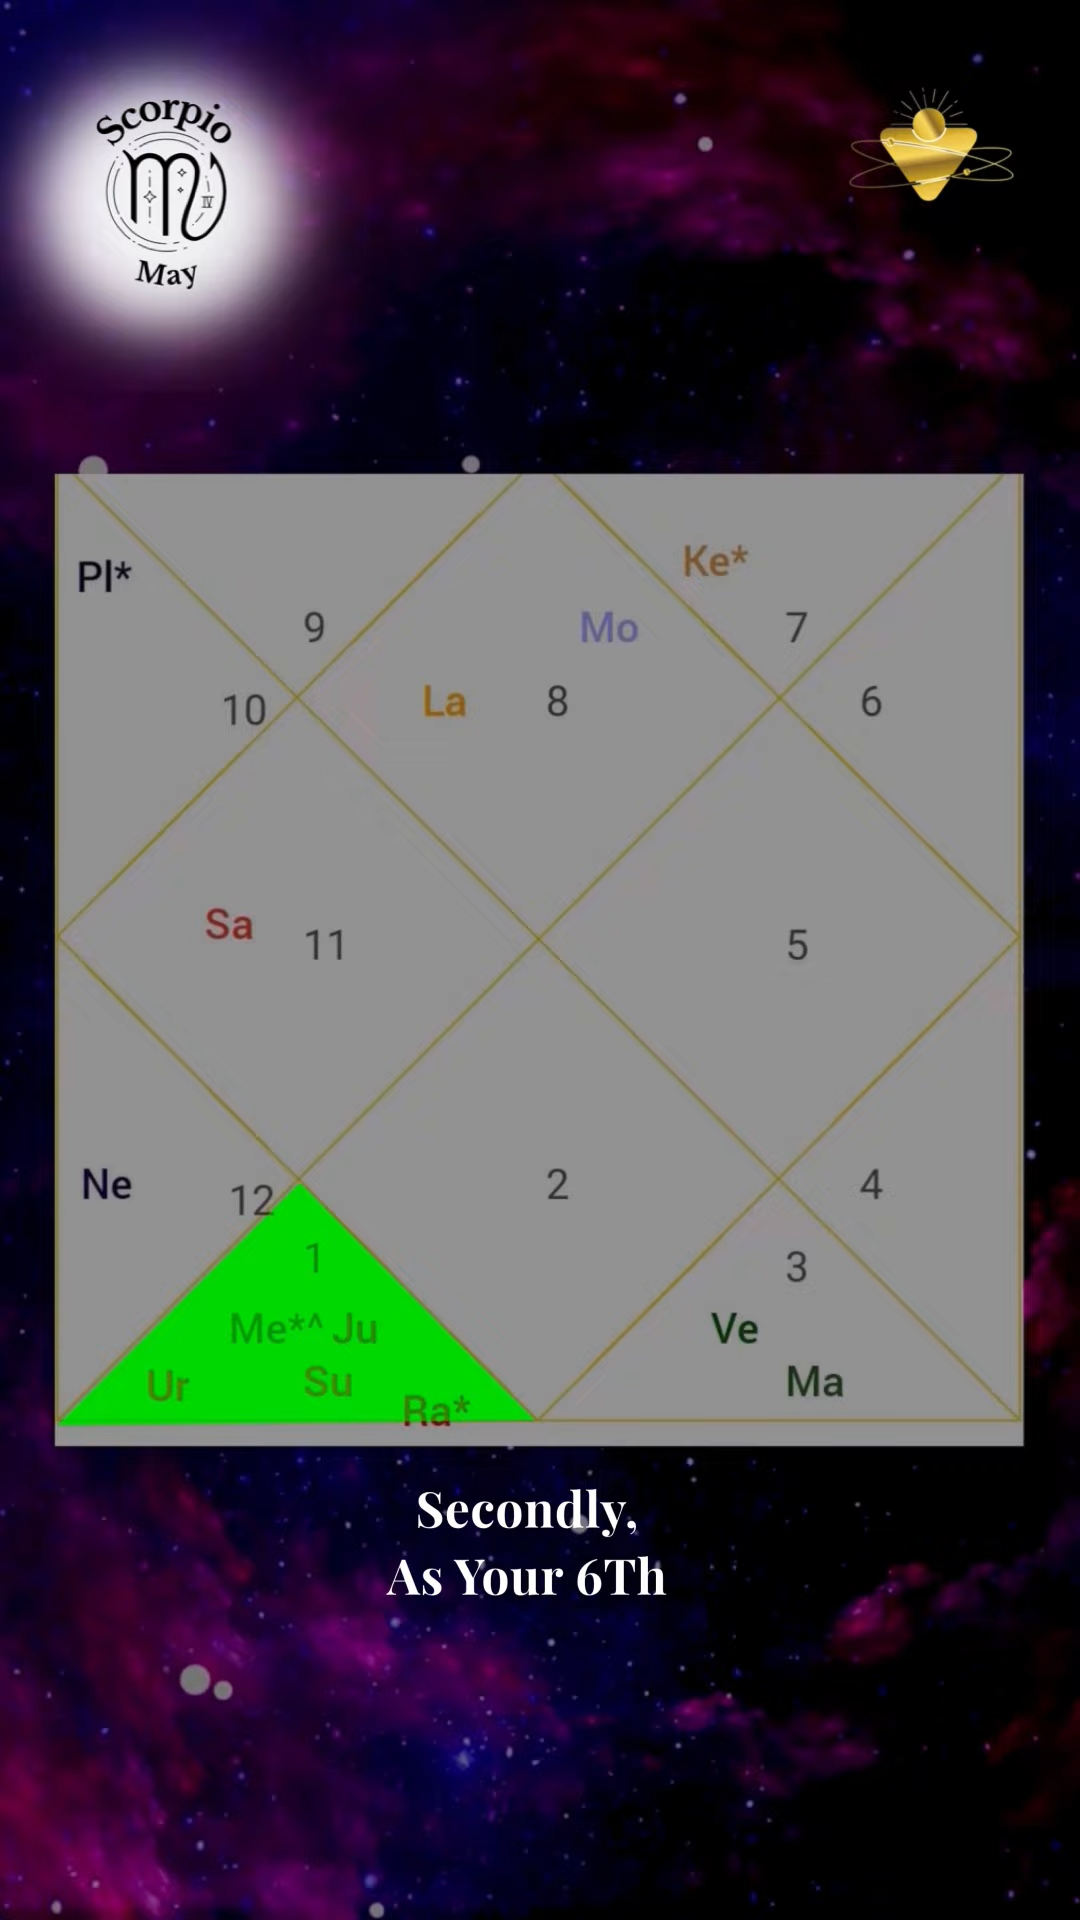 Scorpio
IV
May
Pl*
Ke*
9
Mo
7
10
La
8
6
Sa
11
5
Ne
12
2
4
1
3
Me*^ Ju
Ve
Ur
Su
Ma
Ra*
Secondly,
As Your 6Th